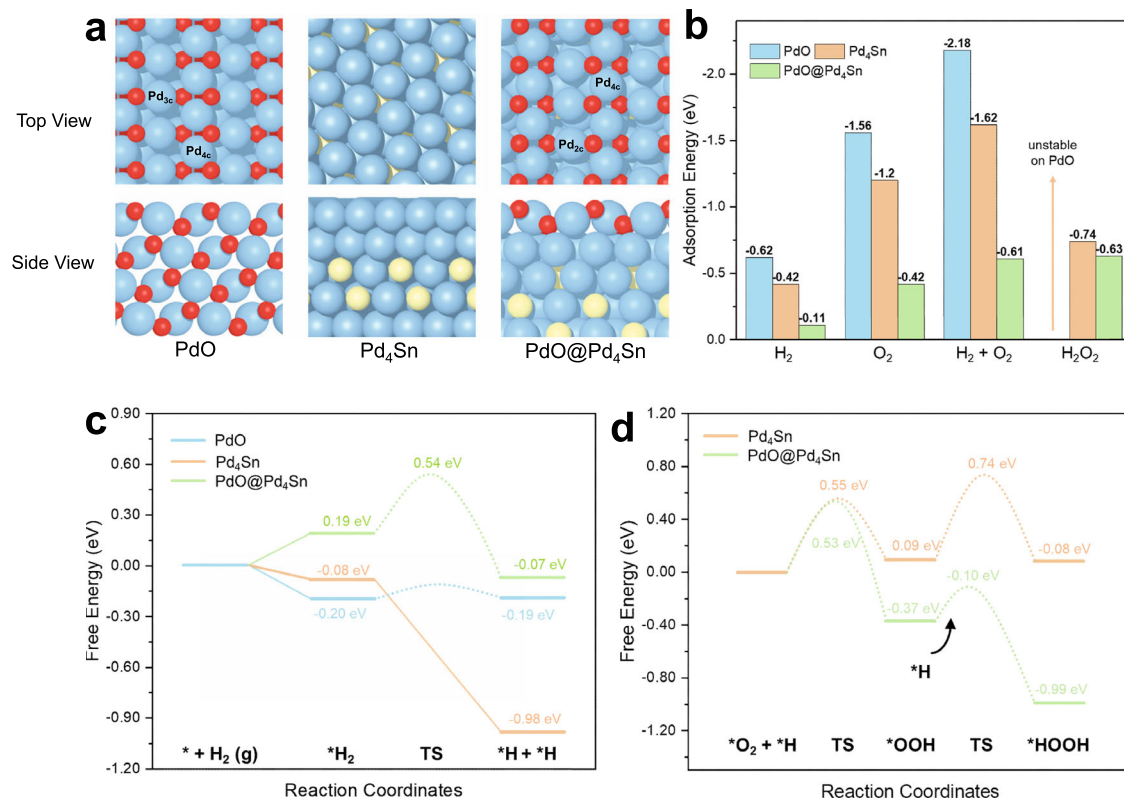 a
Top View
Side View
Pd3c
Pd4c
Pd4c
Pd2c
PdO
Pd4Sn
PdO@Pd4Sn
b
PdO
Pd4Sn
PdO@Pd4Sn
Adsorption Energy (eV)
-2.0
-1.5
-1.0
-0.5
0.0
-0.62
-0.42
-0.11
-1.56
-1.2
-0.42
-2.18
-1.62
-0.61
unstable
on PdO
-0.74
-0.63
H2
O2
H2 + O2
H2O2
c
PdO
Pd4Sn
PdO@Pd4Sn
Free Energy (eV)
0.90
0.60
0.30
0.00
-0.30
-0.60
-0.90
-1.20
0.54 eV
0.19 eV
-0.08 eV
-0.20 eV
-0.07 eV
-0.19 eV
-0.98 eV
* + H2 (g)
*H2
TS
*H + *H
Reaction Coordinates
d
Pd4Sn
PdO@Pd4Sn
Free Energy (eV)
1.20
0.80
0.40
0.00
-0.40
-0.80
-1.20
0.55 eV
0.53 eV
0.09 eV
-0.37 eV
0.74 eV
-0.10 eV
-0.08 eV
-0.99 eV
*H
*O2 + *H
TS
*OOH
TS
*HOOH
Reaction Coordinates